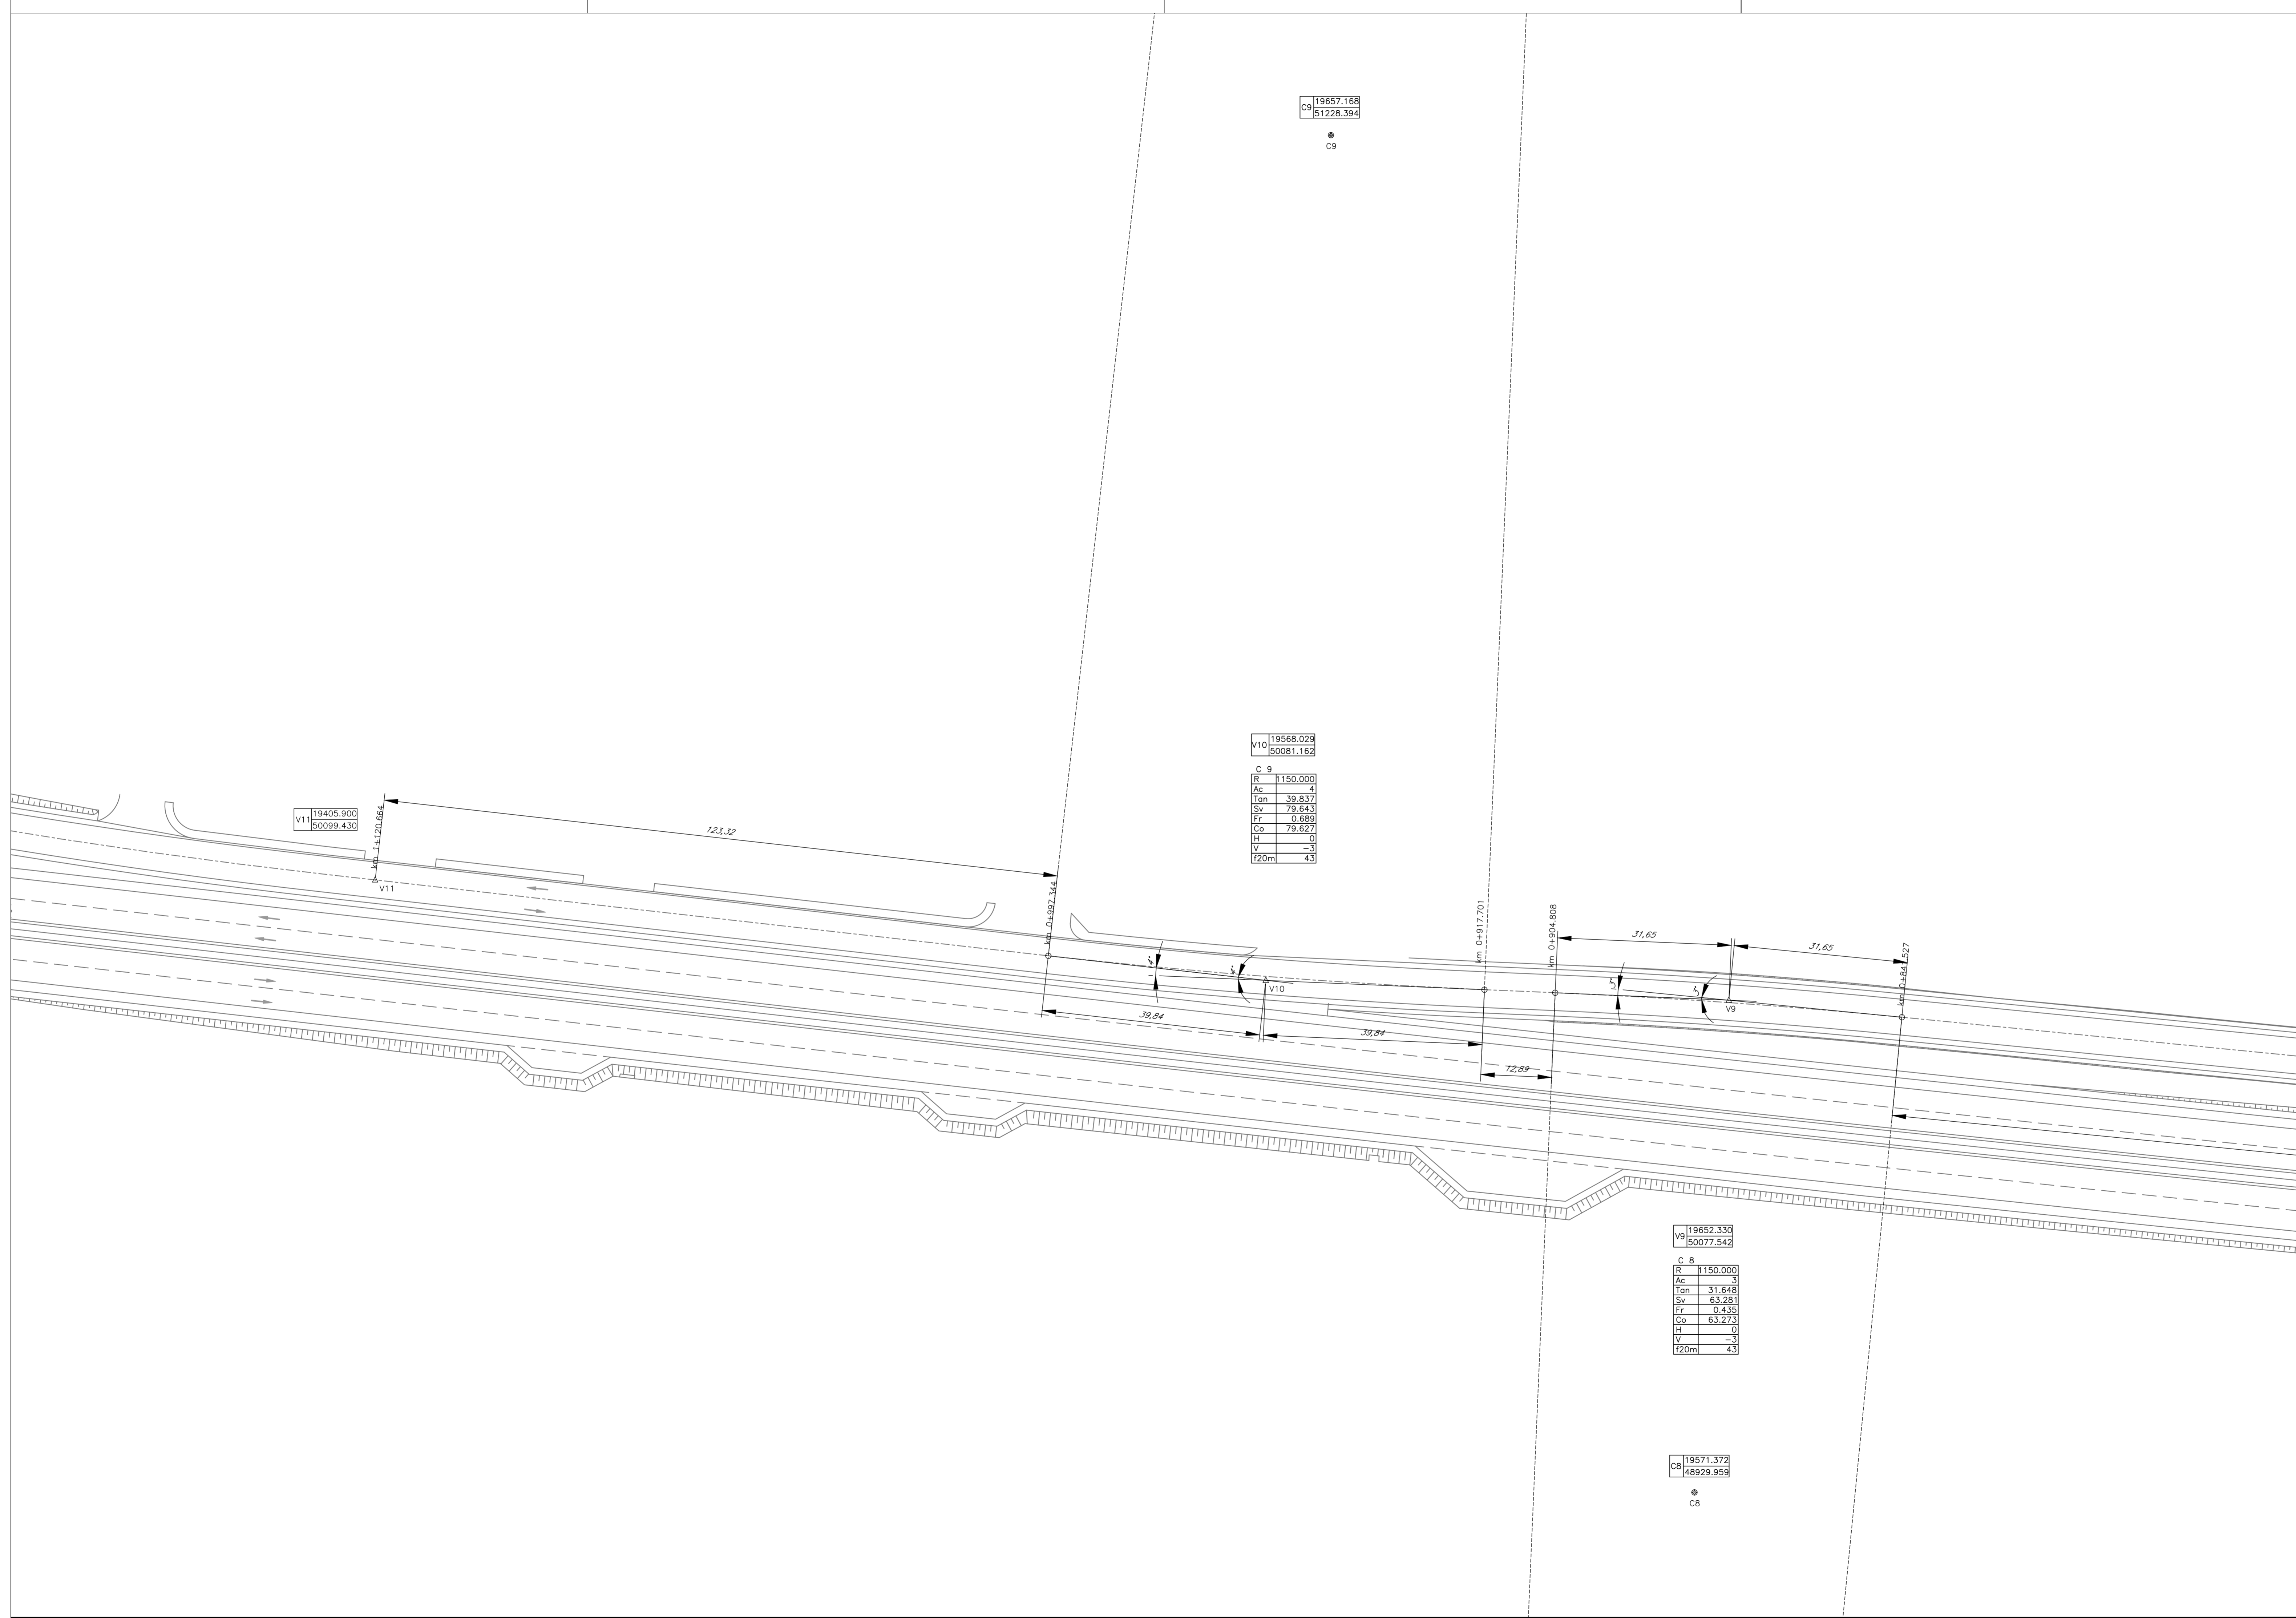 C9 19657.168
51228.394
C9
V10 19568.029
50081.162
C 9
R 1150.000
Ac 4
Tan 39.837
Sv 79.643
Fr 0.689
Co 79.627
H 0
V −3
f20m 43
V11 19405.900
50099.430
km 1+120.664
123,32
V11
km 0+997.344
km 0+917.701
km 0+904.808
31,65
31,65
km 0+841.527
V10
V9
39,84
39,84
12,89
V9 19652.330
50077.542
C 8
R 1150.000
Ac 3
Tan 31.648
Sv 63.281
Fr 0.435
Co 63.273
H 0
V −3
f20m 43
C8 19571.372
48929.959
C8